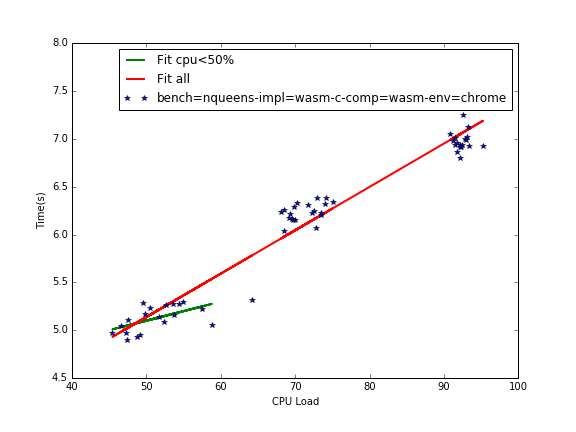 8.0
7.5
7.0
6.5
6.0
5.5
5.0
4.5
Time(s)
Fit cpu<50%
Fit all
bench=nqueens-impl=wasm-c-comp=wasm-env=chrome
40 50 60 70 80 90 100
CPU Load